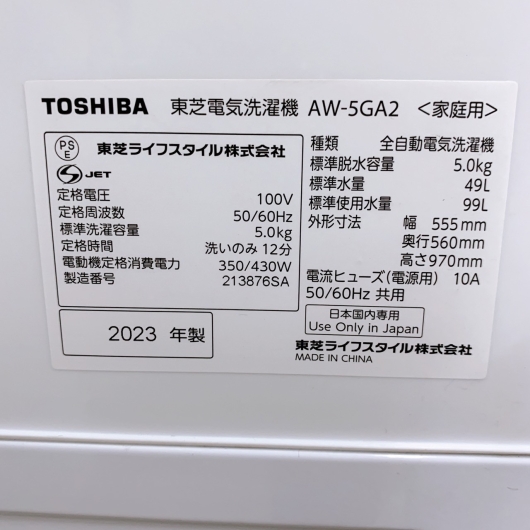 TOSHIBA 東芝電気洗濯機 AW-5GA2 <家庭用>
PSE 東芝ライフスタイル株式会社
JET
定格電圧 100V
定格周波数 50/60Hz
標準洗濯容量 5.0kg
定格時間 洗いのみ 12分
電動機定格消費電力 350/430W
製造番号 213876SA
2023 年製
種類 全自動電気洗濯機
標準脱水容量 5.0kg
標準水量 49L
標準使用水量 99L
外形寸法 幅 555mm
奥行560mm
高さ970mm
電流ヒューズ(電源用) 10A
50/60Hz 共用
日本国内専用
Use Only in Japan
東芝ライフスタイル株式会社
MADE IN CHINA